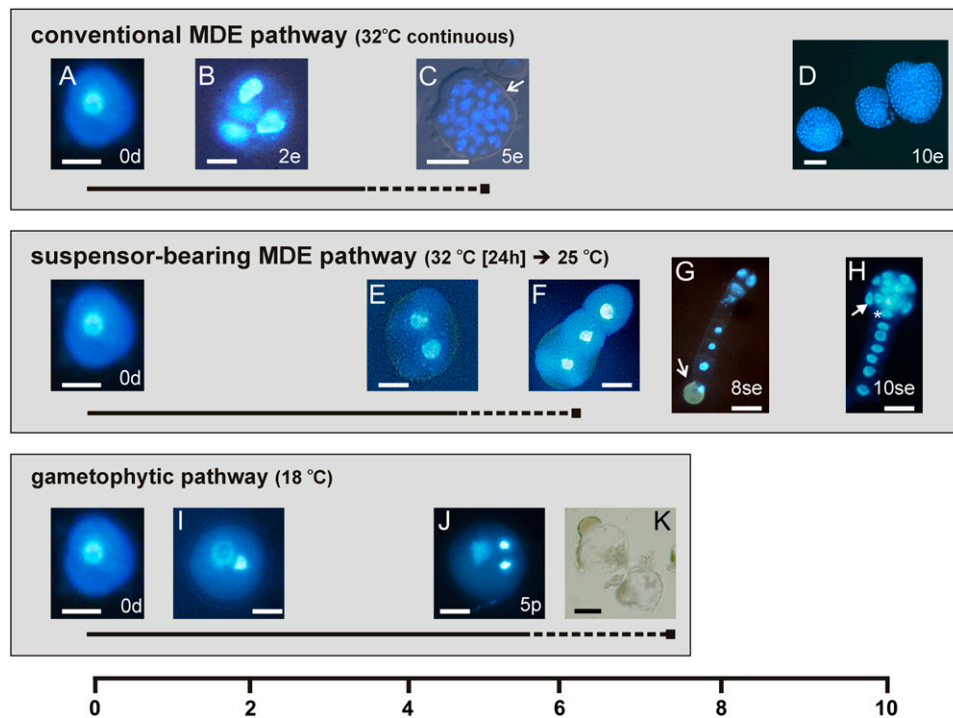 conventional MDE pathway (32°C continuous)
A
0d
B
2e
C
5e
D
10e
suspensor-bearing MDE pathway (32 °C [24h] → 25 °C)
0d
E
F
G
8se
H
*
10se
gametophytic pathway (18 °C)
0d
I
J
5p
K
0 2 4 6 8 10